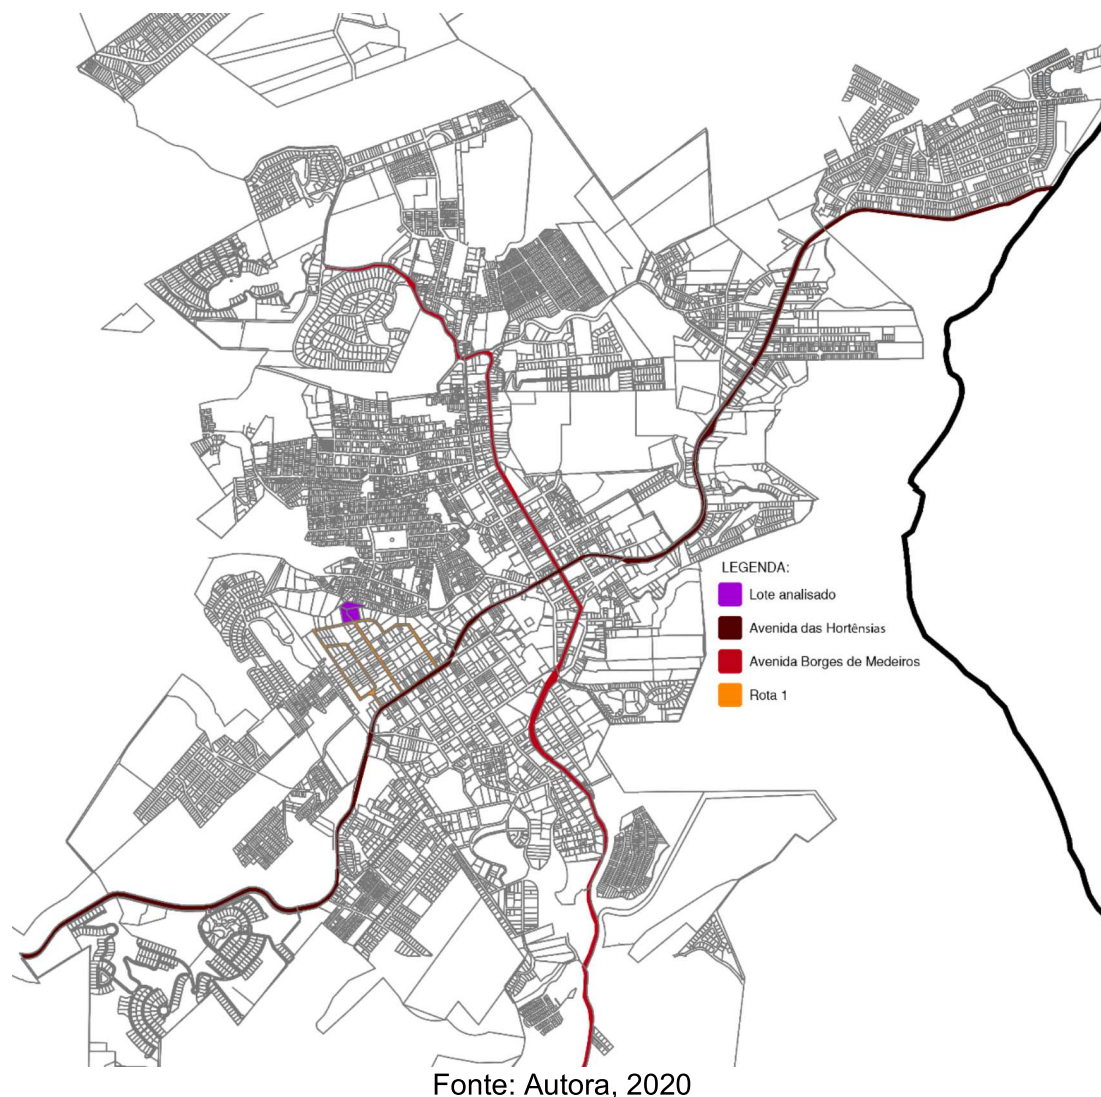 LEGENDA:
Lote analisado
Avenida das Hortênsias
Avenida Borges de Medeiros
Rota 1
Fonte: Autora, 2020